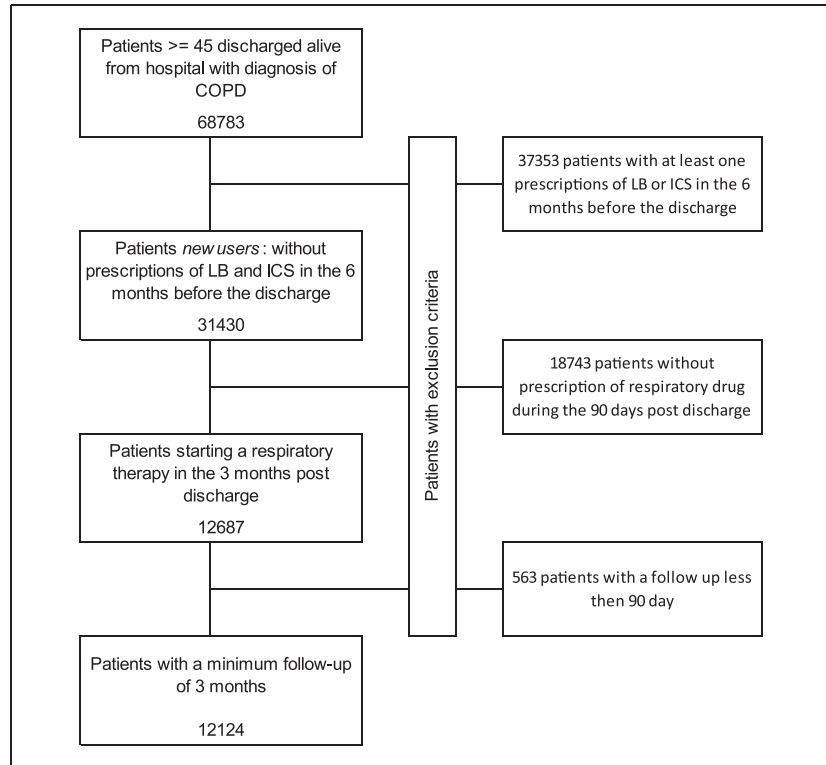 Patients >= 45 discharged alive
from hospital with diagnosis of
COPD
68783
37353 patients with at least one
prescriptions of LB or ICS in the 6
months before the discharge
Patients new users: without
prescriptions of LB and ICS in the 6
months before the discharge
31430
Patients with exclusion criteria
18743 patients without
prescription of respiratory drug
during the 90 days post discharge
Patients starting a respiratory
therapy in the 3 months post
discharge
12687
563 patients with a follow up less
then 90 day
Patients with a minimum follow-up
of 3 months
12124